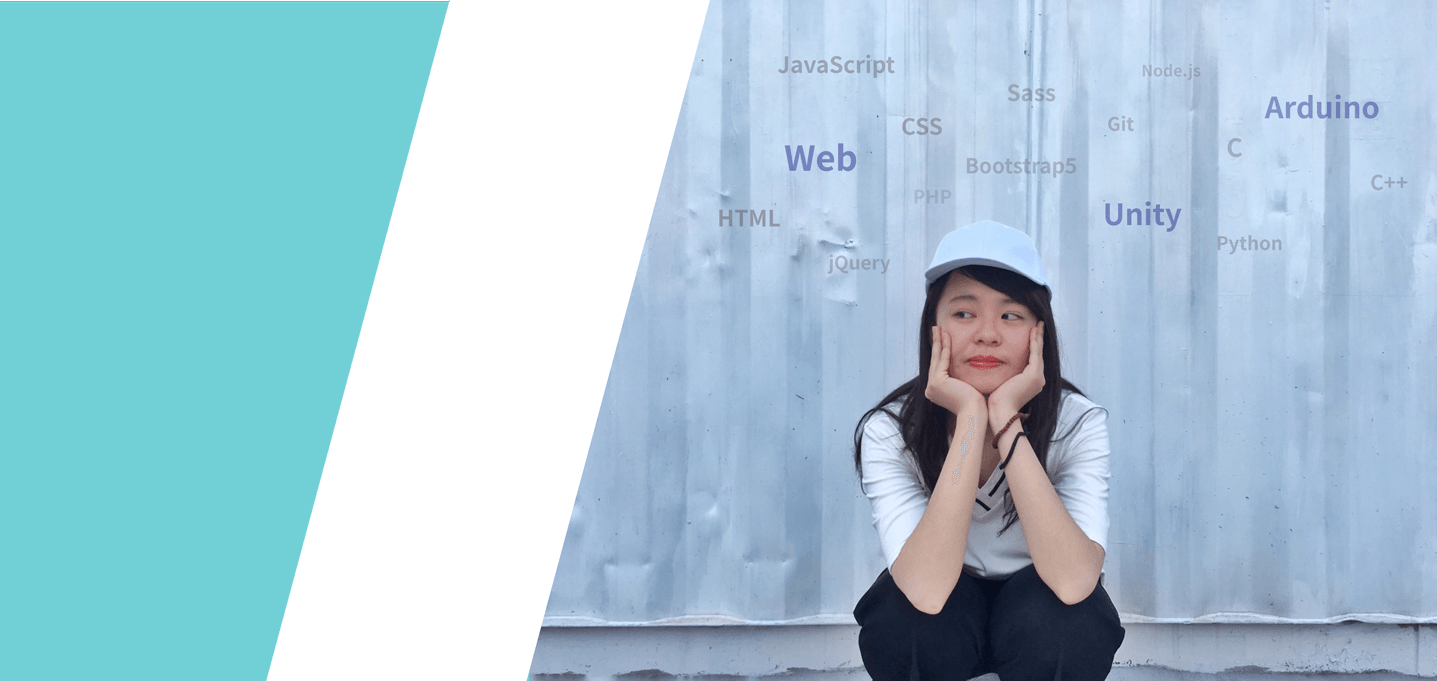 JavaScript
Node.js
Sass
Arduino
CSS
Git
C
Web
Bootstrap5
C++
PHP
HTML
Unity
Python
jQuery